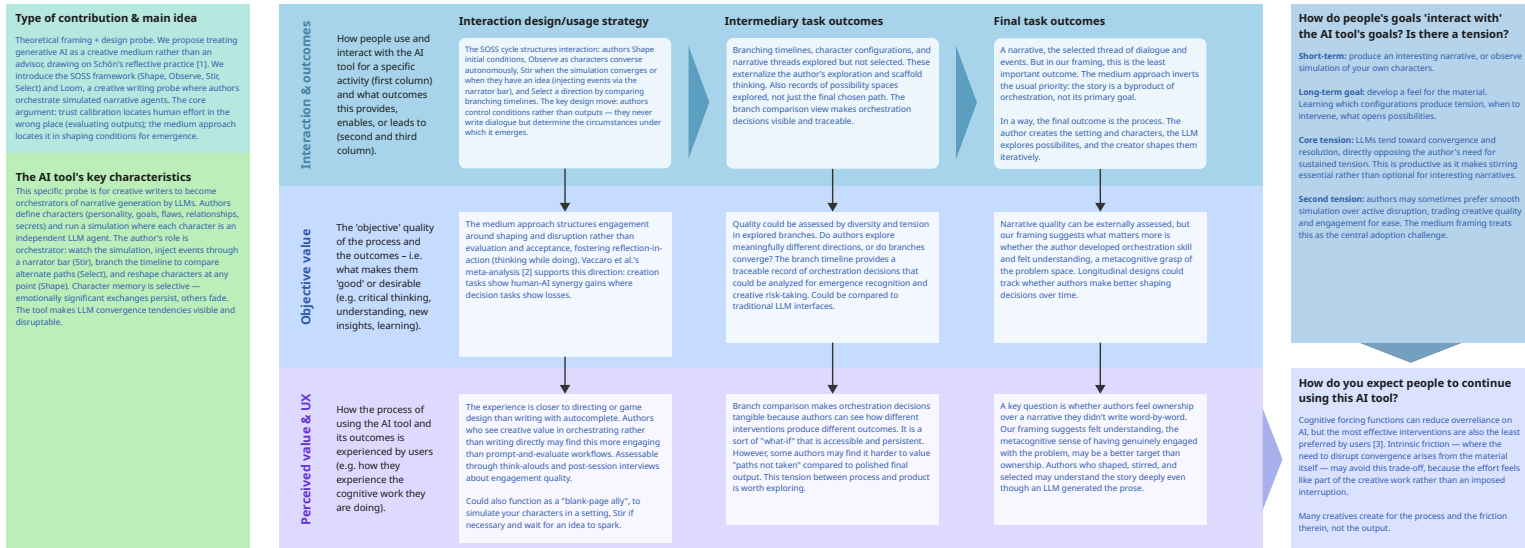 Type of contribution & main idea
Theoretical framing + design probe. We propose treating
generative AI as a creative medium rather than an
advisor, drawing on Schön's reflective practice [1]. We
introduce the SOSS framework (Shape, Observe, Stir,
Select) and Loom, a creative writing probe where authors
orchestrate simulated narrative agents. The core
argument: trust calibration locates human effort in the
wrong place (evaluating outputs); the medium approach
locates it in shaping conditions for emergence.
The AI tool's key characteristics
This specific probe is for creative writers to become
orchestrators of narrative generation by LLMs. Authors
define characters (personality, goals, flaws, relationships,
secrets) and run a simulation where each character is an
independent LLM agent. The author's role is
orchestrator: watch the simulation, inject events through
a narrator bar (Stir), branch the timeline to compare
alternate paths (Select), and reshape characters at any
point (Shape). Character memory is selective —
emotionally significant exchanges persist, others fade.
The tool makes LLM convergence tendencies visible and
disruptable.
Interaction & outcomes
How people use and
interact with the AI
tool for a specific
activity (first column)
and what outcomes
this provides,
enables, or leads to
(second and third
column).
Interaction design/usage strategy
The SOSS cycle structures interaction: authors Shape
initial conditions, Observe as characters converse
autonomously, Stir when the simulation converges or
when they have an idea (injecting events via the
narrator bar), and Select a direction by comparing
branching timelines. The key design move: authors
control conditions rather than outputs — they never
write dialogue but determine the circumstances under
which it emerges.
Intermediary task outcomes
Branching timelines, character configurations, and
narrative threads explored but not selected. These
externalize the author's exploration and scaffold
thinking. Also records of possibility spaces
explored, not just the final chosen path. The
branch comparison view makes orchestration
decisions visible and traceable.
Final task outcomes
A narrative, the selected thread of dialogue and
events. But in our framing, this is the least
important outcome. The medium approach inverts
the usual priority: the story is a byproduct of
orchestration, not its primary goal.
In a way, the final outcome is the process. The
author creates the setting and characters, the LLM
explores possibilites, and the creator shapes them
iteratively.
Objective value
The 'objective' quality
of the process and
the outcomes – i.e.
what makes them
'good' or desirable
(e.g. critical thinking,
understanding, new
insights, learning).
The medium approach structures engagement
around shaping and disruption rather than
evaluation and acceptance, fostering reflection-in-
action (thinking while doing). Vaccaro et al.'s
meta-analysis [2] supports this direction: creation
tasks show human-AI synergy gains where
decision tasks show losses.
Quality could be assessed by diversity and tension
in explored branches. Do authors explore
meaningfully different directions, or do branches
converge? The branch timeline provides a
traceable record of orchestration decisions that
could be analyzed for emergence recognition and
creative risk-taking. Could be compared to
traditional LLM interfaces.
Narrative quality can be externally assessed, but
our framing suggests what matters more is
whether the author developed orchestration skill
and felt understanding, a metacognitive grasp of
the problem space. Longitudinal designs could
track whether authors make better shaping
decisions over time.
Perceived value & UX
How the process of
using the AI tool and
its outcomes is
experienced by users
(e.g. how they
experience the
cognitive work they
are doing).
The experience is closer to directing or game
design than writing with autocomplete. Authors
who see creative value in orchestrating rather
than writing directly may find this more engaging
than prompt-and-evaluate workflows. Assessable
through think-alouds and post-session interviews
about engagement quality.
Could also function as a "blank-page ally", to
simulate your characters in a setting, Stir if
necessary and wait for an idea to spark.
Branch comparison makes orchestration decisions
tangible because authors can see how different
interventions produce different outcomes. It is a
sort of "what-if" that is accessible and persistent.
However, some authors may find it harder to value
"paths not taken" compared to polished final
output. This tension between process and product
is worth exploring.
A key question is whether authors feel ownership
over a narrative they didn't write word-by-word.
Our framing suggests felt understanding, the
metacognitive sense of having genuinely engaged
with the problem, may be a better target than
ownership. Authors who shaped, stirred, and
selected may understand the story deeply even
though an LLM generated the prose.
How do people's goals 'interact with'
the AI tool's goals? Is there a tension?
Short-term: produce an interesting narrative, or observe
simulation of your own characters.
Long-term goal: develop a feel for the material.
Learning which configurations produce tension, when to
intervene, what opens possibilities.
Core tension: LLMs tend toward convergence and
resolution, directly opposing the author's need for
sustained tension. This is productive as it makes stirring
essential rather than optional for interesting narratives.
Second tension: authors may sometimes prefer smooth
simulation over active disruption, trading creative quality
and engagement for ease. The medium framing treats
this as the central adoption challenge.
How do you expect people to continue
using this AI tool?
Cognitive forcing functions can reduce overreliance on
AI, but the most effective interventions are also the least
preferred by users [3]. Intrinsic friction — where the
need to disrupt convergence arises from the material
itself — may avoid this trade-off, because the effort feels
like part of the creative work rather than an imposed
interruption.
Many creatives create for the process and the friction
therein, not the output.